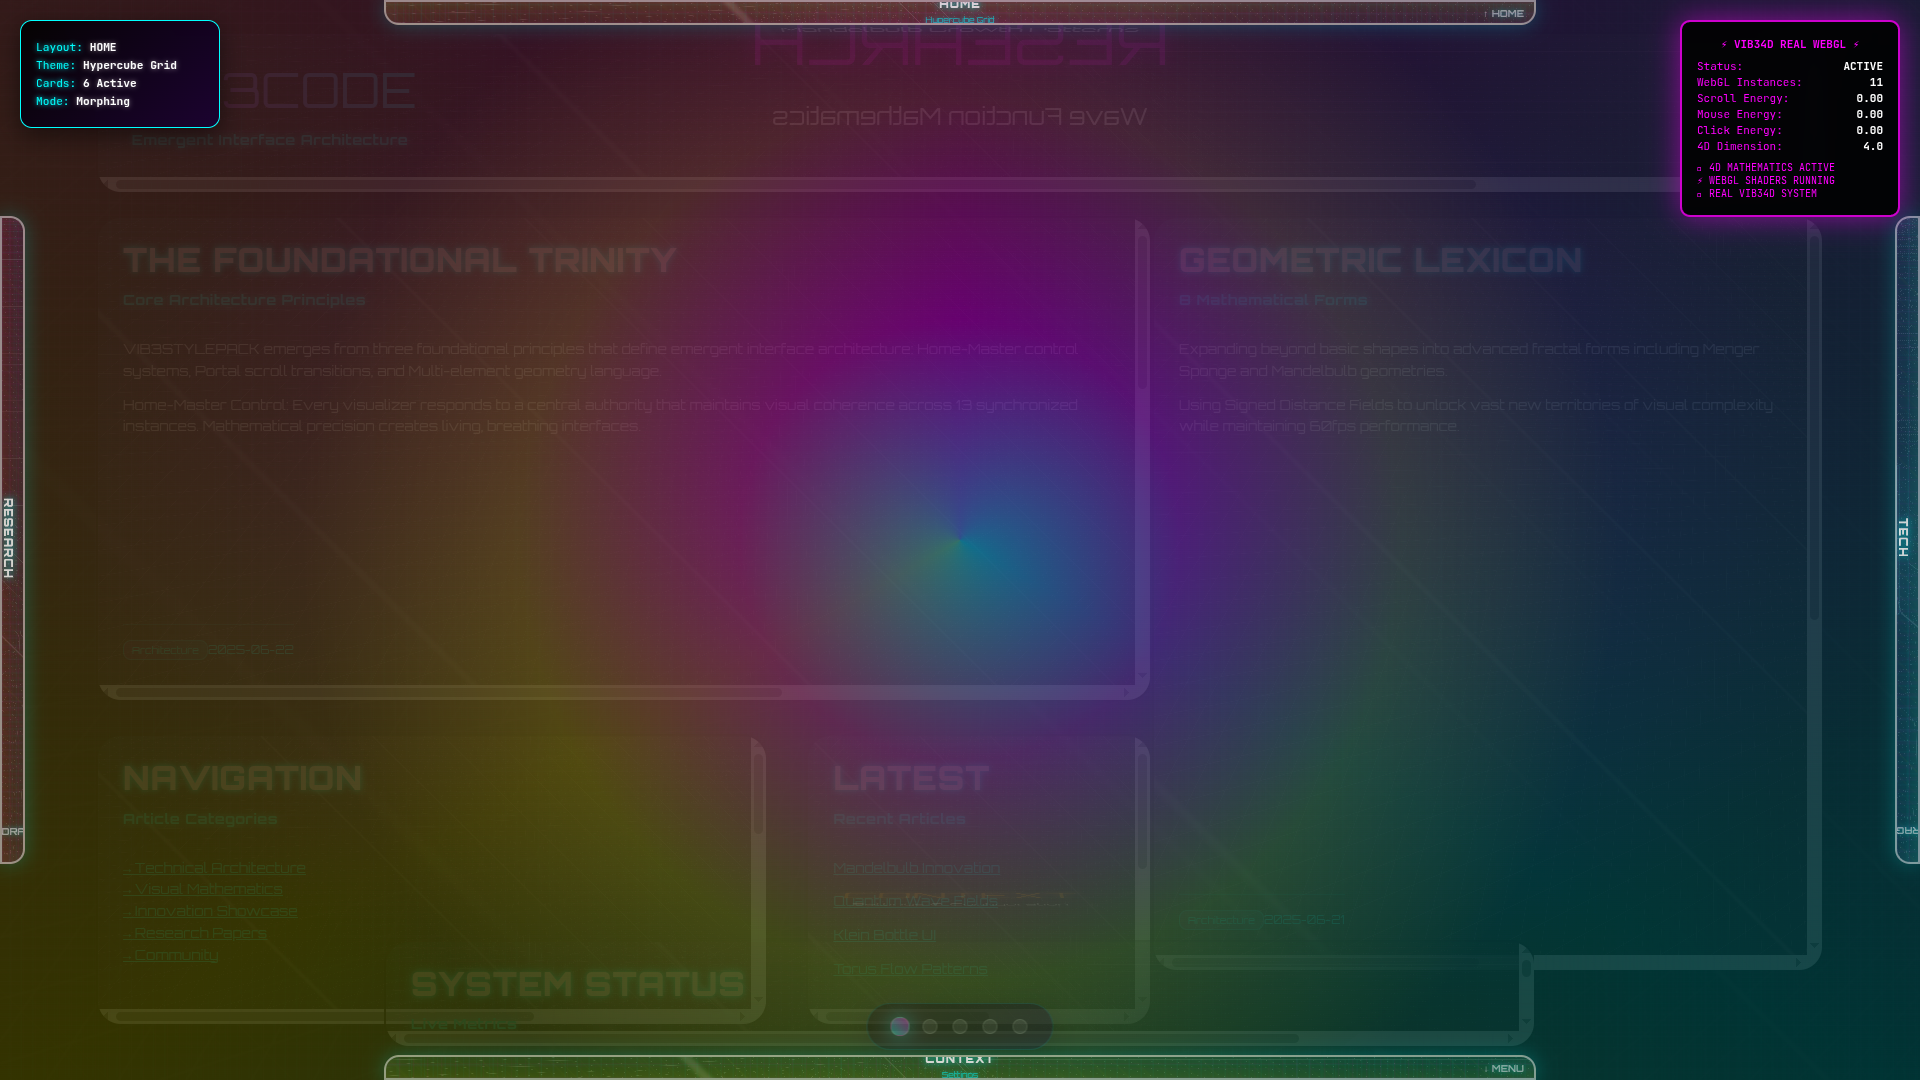 HOME
Hypercube Grid
↑ HOME
Layout: HOME
Theme: Hypercube Grid
Cards: 6 Active
Mode: Morphing
⚡ VIB34D REAL WEBGL ⚡
Status: ACTIVE
WebGL Instances: 11
Scroll Energy: 0.00
Mouse Energy: 0.00
Click Energy: 0.00
4D Dimension: 4.0
4D MATHEMATICS ACTIVE
⚡ WEBGL SHADERS RUNNING
REAL VIB34D SYSTEM
RESEARCH
Wave Function Mathematics
3CODE
Emergent Interface Architecture
THE FOUNDATIONAL TRINITY
Core Architecture Principles
VIB3STYLEPACK emerges from three foundational principles that define emergent interface architecture: Home-Master control
systems, Portal scroll transitions, and Multi-element geometry language.
Home-Master Control: Every visualizer responds to a central authority that maintains visual coherence across 13 synchronized
instances. Mathematical precision creates living, breathing interfaces.
Architecture 2025-06-22
GEOMETRIC LEXICON
8 Mathematical Forms
Expanding beyond basic shapes into advanced fractal forms including Menger
Sponge and Mandelbulb geometries.
Using Signed Distance Fields to unlock vast new territories of visual complexity
while maintaining 60fps performance.
Architecture 2025-06-21
NAVIGATION
Article Categories
→ Technical Architecture
→ Visual Mathematics
→ Innovation Showcase
→ Research Papers
→ Community
LATEST
Recent Articles
Mandelbulb Innovation
Quantum Wave Fields
Klein Bottle UI
Torus Flow Patterns
SYSTEM STATUS
Live Metrics
RESEARCH
TECH
CONTEXT
Settings
↓ MENU